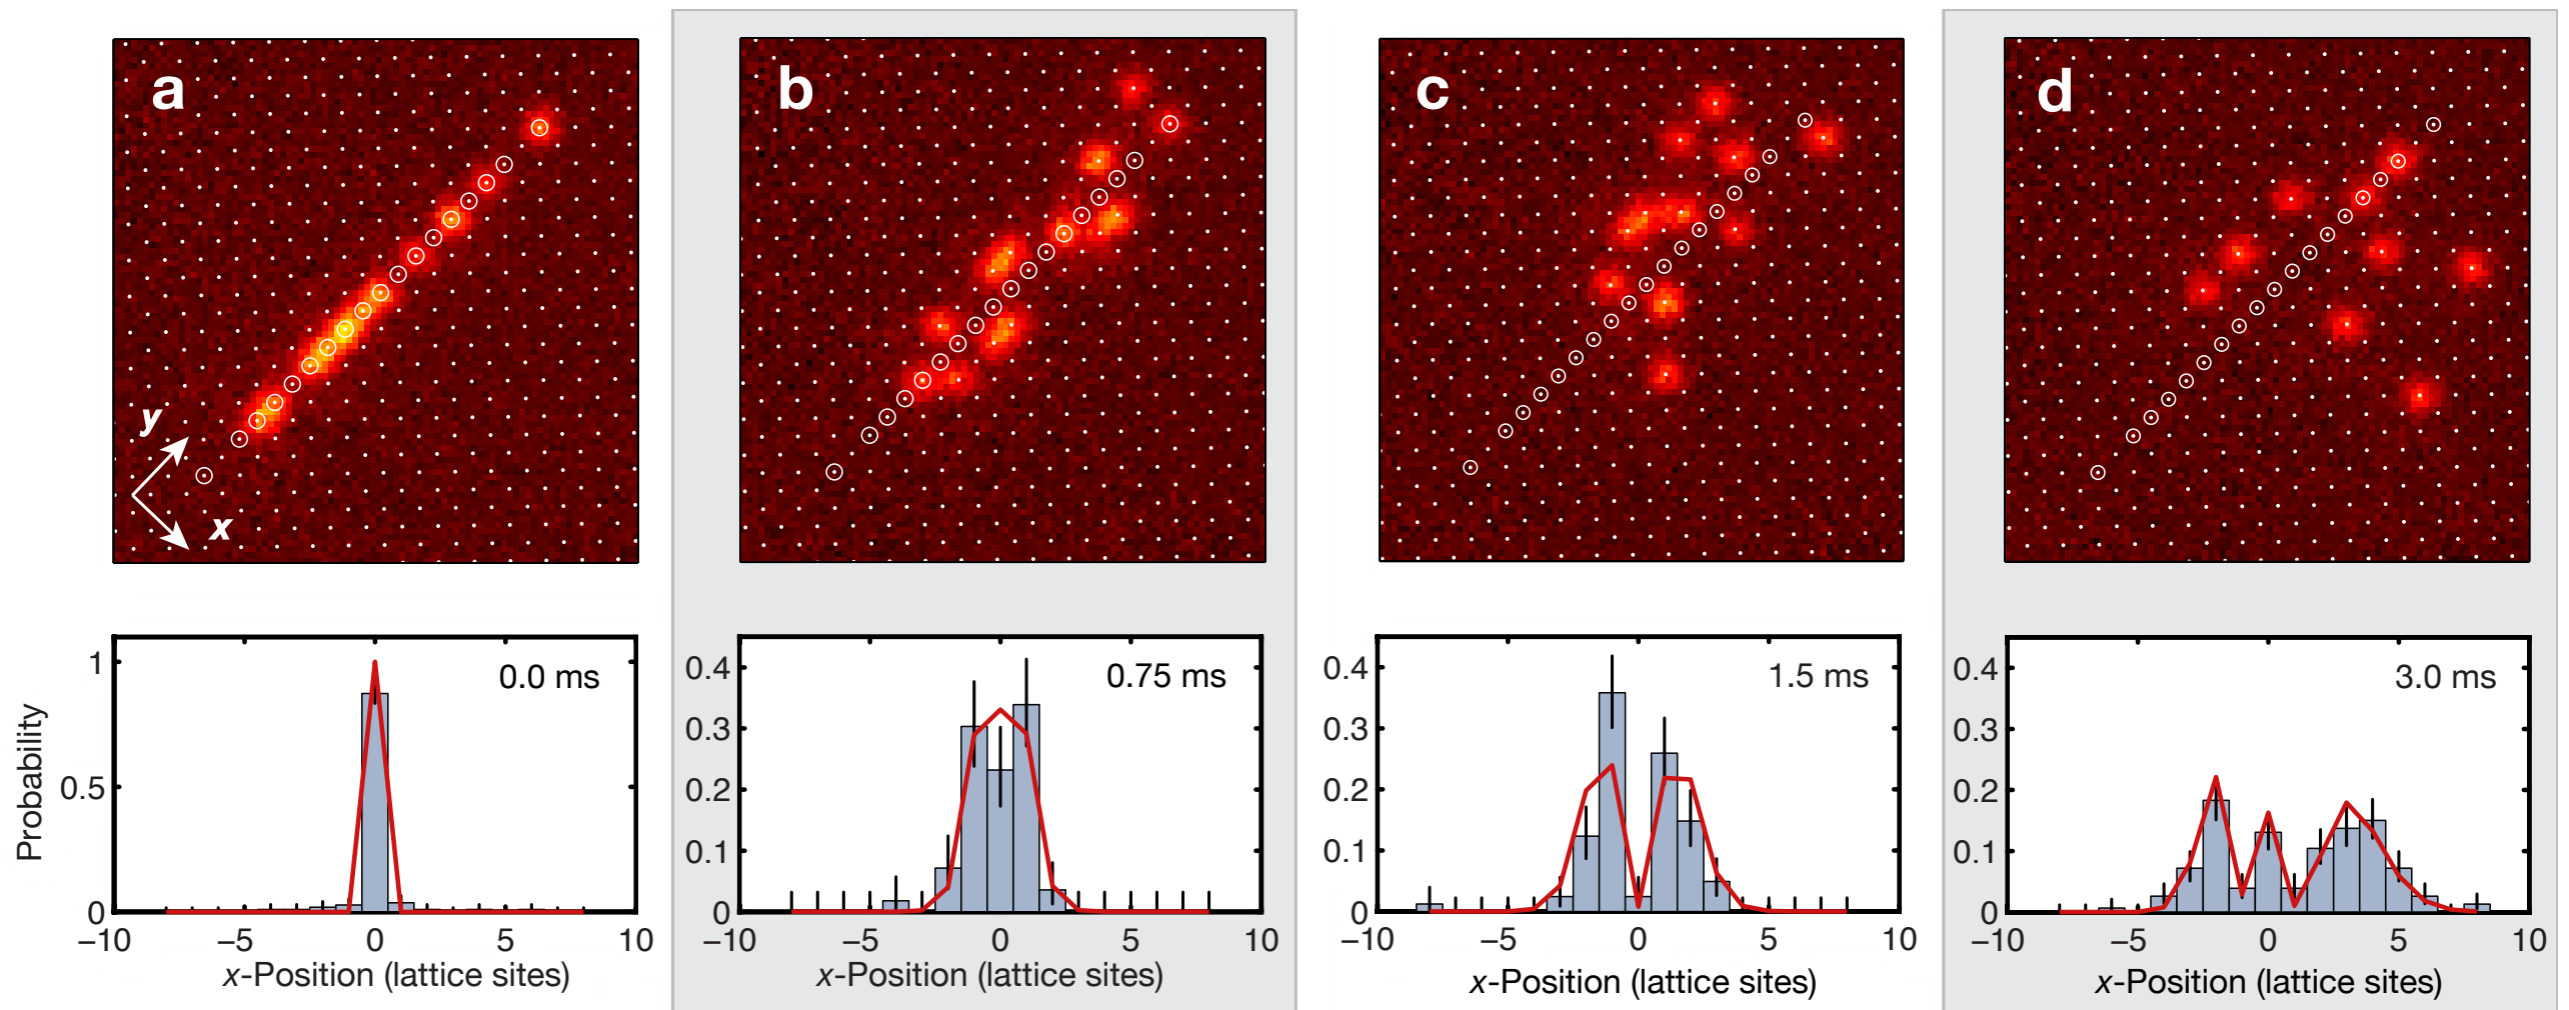 a
b
c
d
y
x
Probability
1
0.5
0
0.0 ms
−10 −5 0 5 10
x-Position (lattice sites)
0.4
0.3
0.2
0.1
0
0.75 ms
−10 −5 0 5 10
x-Position (lattice sites)
0.4
0.3
0.2
0.1
0
1.5 ms
−10 −5 0 5 10
x-Position (lattice sites)
0.4
0.3
0.2
0.1
0
3.0 ms
−10 −5 0 5 10
x-Position (lattice sites)